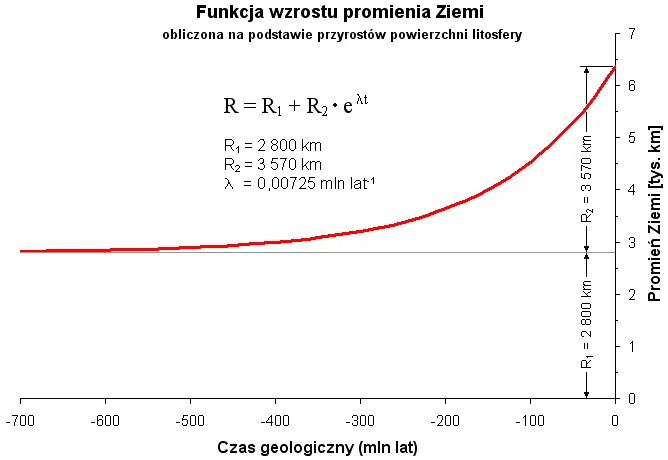 Funkcja wzrostu promienia Ziemi
obliczona na podstawie przyrostów powierzchni litosfery
R = R1 + R2 • e λt
R1 = 2 800 km
R2 = 3 570 km
λ = 0,00725 mln lat-1
7
6
5
4
3
2
1
0
Promień Ziemi [tys. km]
R2 = 3 570 km
R1 = 2 800 km
-700 -600 -500 -400 -300 -200 -100 0
Czas geologiczny (mln lat)